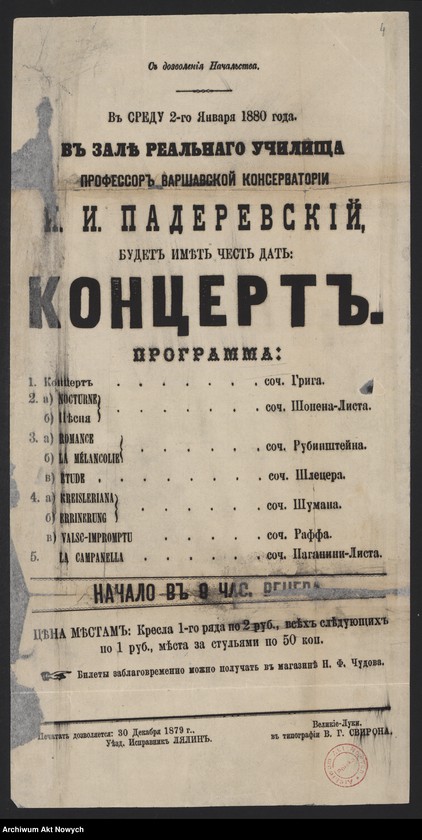 4
Съ дозволенія Начальства.
Въ СРЕДУ 2-го Января 1880 года.
ВЪ ЗАЛѢ РЕАЛЬНАГО УЧИЛИЩА
ПРОФЕССОРЪ ВАРШАВСКОЙ КОНСЕРВАТОРІИ
И. ПАДЕРЕВСКІЙ,
БУДЕТЪ ИМѢТЬ ЧЕСТЬ ДАТЬ:
КОНЦЕРТЪ.
ПРОГРАММА:
1. Концертъ . . . . . . . соч. Грига.
2. а) NOCTURNE
б) Пѣсня } . . . . . . соч. Шопена-Листа.
3. а) ROMANCE
б) LA MÉLANCOLIE } . . . . . соч. Рубинштейна.
в) ETUDE . . . . . . . соч. Шлецера.
4. а) KREISLERIANA
б) ERRINERUNG } . . . . . соч. Шумана.
в) VALSC-IMPROMPTU . . . . . соч. Раффа.
5. LA CAMPANELLA . . . . . соч. Паганини-Листа.
НАЧАЛО ВЪ 8 ЧАС. ВЕЧЕРА
ЦѢНА МѢСТАМЪ: Кресла 1-го ряда по 2 руб., всѣхъ слѣдующихъ
по 1 руб., мѣста за стульями по 50 коп.
Билеты заблаговременно можно получать въ магазинѣ Н. Ф. Чудова.
Печатать дозволяется: 30 Декабря 1879 г.,
Уѣзд. Исправник ЛЯЛИНЪ.
Великіе-Луки.
въ типографіи В. Г. СВИРОНА.
Archiwum Akt Nowych